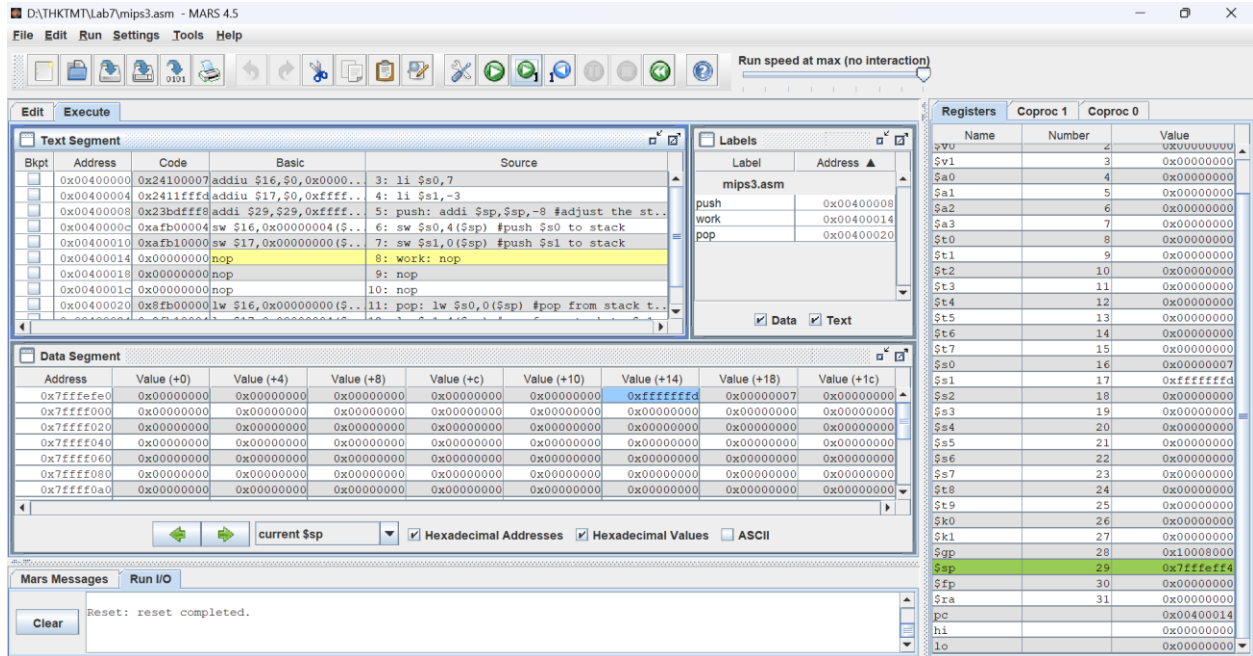 D:\THKTMT\Lab7\mips3.asm - MARS 4.5
File Edit Run Settings Tools Help
Run speed at max (no interaction)
Edit Execute
Text Segment
Bkpt Address Code Basic Source
0x00400000 0x24100007 addiu $16,$0,0x0000... 3: li $s0,7
0x00400004 0x2411fffd addiu $17,$0,0xffff... 4: li $s1,-3
0x00400008 0x23bdfff8 addi $29,$29,0xffff... 5: push: addi $sp,$sp,-8 #adjust the st..
0x0040000c 0xafb00004 sw $16,0x00000004($... 6: sw $s0,4($sp) #push $s0 to stack
0x00400010 0xafb10000 sw $17,0x00000000($... 7: sw $s1,0($sp) #push $s1 to stack
0x00400014 0x00000000 nop 8: work: nop
0x00400018 0x00000000 nop 9: nop
0x0040001c 0x00000000 nop 10: nop
0x00400020 0x8fb00000 lw $16,0x00000000($... 11: pop: lw $s0,0($sp) #pop from stack t..
Labels
Label Address ▲
mips3.asm
push 0x00400008
work 0x00400014
pop 0x00400020
Data Text
Data Segment
Address Value (+0) Value (+4) Value (+8) Value (+c) Value (+10) Value (+14) Value (+18) Value (+1c)
0x7fffefe0 0x00000000 0x00000000 0x00000000 0x00000000 0x00000000 0xfffffffd 0x00000007 0x00000000
0x7ffff000 0x00000000 0x00000000 0x00000000 0x00000000 0x00000000 0x00000000 0x00000000 0x00000000
0x7ffff020 0x00000000 0x00000000 0x00000000 0x00000000 0x00000000 0x00000000 0x00000000 0x00000000
0x7ffff040 0x00000000 0x00000000 0x00000000 0x00000000 0x00000000 0x00000000 0x00000000 0x00000000
0x7ffff060 0x00000000 0x00000000 0x00000000 0x00000000 0x00000000 0x00000000 0x00000000 0x00000000
0x7ffff080 0x00000000 0x00000000 0x00000000 0x00000000 0x00000000 0x00000000 0x00000000 0x00000000
0x7ffff0a0 0x00000000 0x00000000 0x00000000 0x00000000 0x00000000 0x00000000 0x00000000 0x00000000
current $sp Hexadecimal Addresses Hexadecimal Values ASCII
Mars Messages Run I/O
Clear
Reset: reset completed.
Registers Coproc 1 Coproc 0
Name Number Value
$v0 2 0x00000000
$v1 3 0x00000000
$a0 4 0x00000000
$a1 5 0x00000000
$a2 6 0x00000000
$a3 7 0x00000000
$t0 8 0x00000000
$t1 9 0x00000000
$t2 10 0x00000000
$t3 11 0x00000000
$t4 12 0x00000000
$t5 13 0x00000000
$t6 14 0x00000000
$t7 15 0x00000000
$s0 16 0x00000007
$s1 17 0xfffffffd
$s2 18 0x00000000
$s3 19 0x00000000
$s4 20 0x00000000
$s5 21 0x00000000
$s6 22 0x00000000
$s7 23 0x00000000
$t8 24 0x00000000
$t9 25 0x00000000
$k0 26 0x00000000
$k1 27 0x00000000
$gp 28 0x10008000
$sp 29 0x7fffeff4
$fp 30 0x00000000
$ra 31 0x00000000
pc 0x00400014
hi 0x00000000
lo 0x00000000